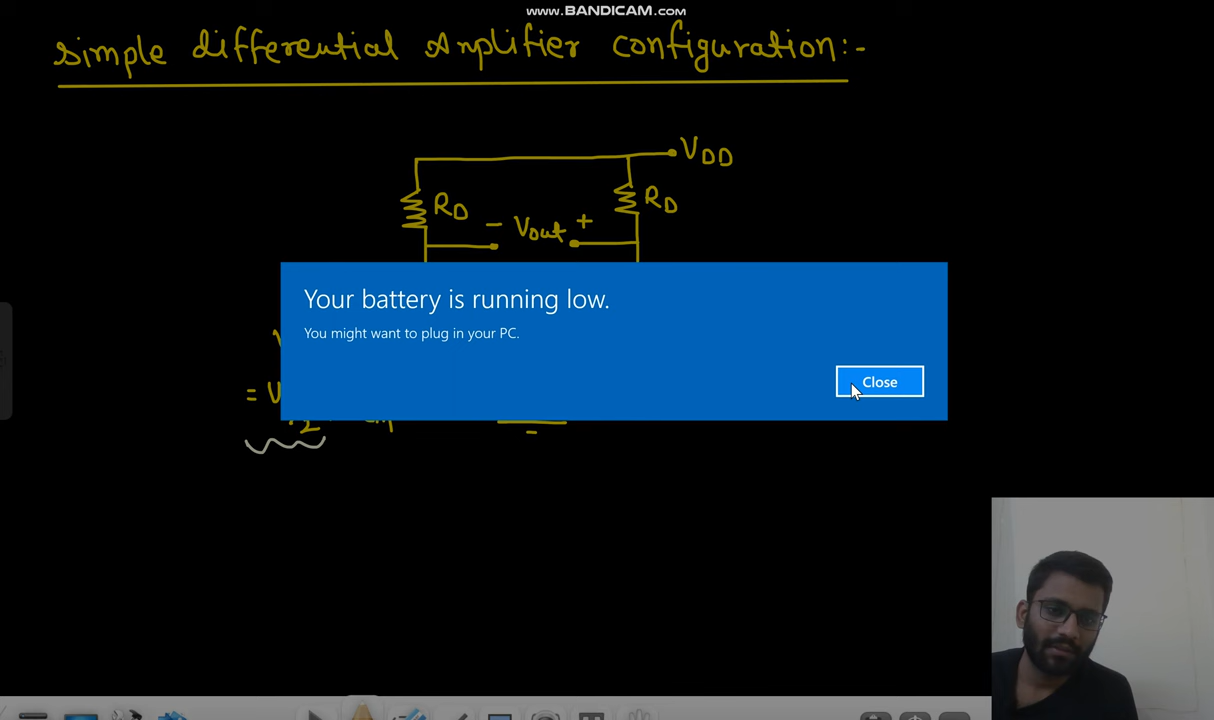 www.BANDICAM.com
Simple differential Amplifier configuration:-
VDD
RD
RD
- Vout +
Your battery is running low.
You might want to plug in your PC.
Close